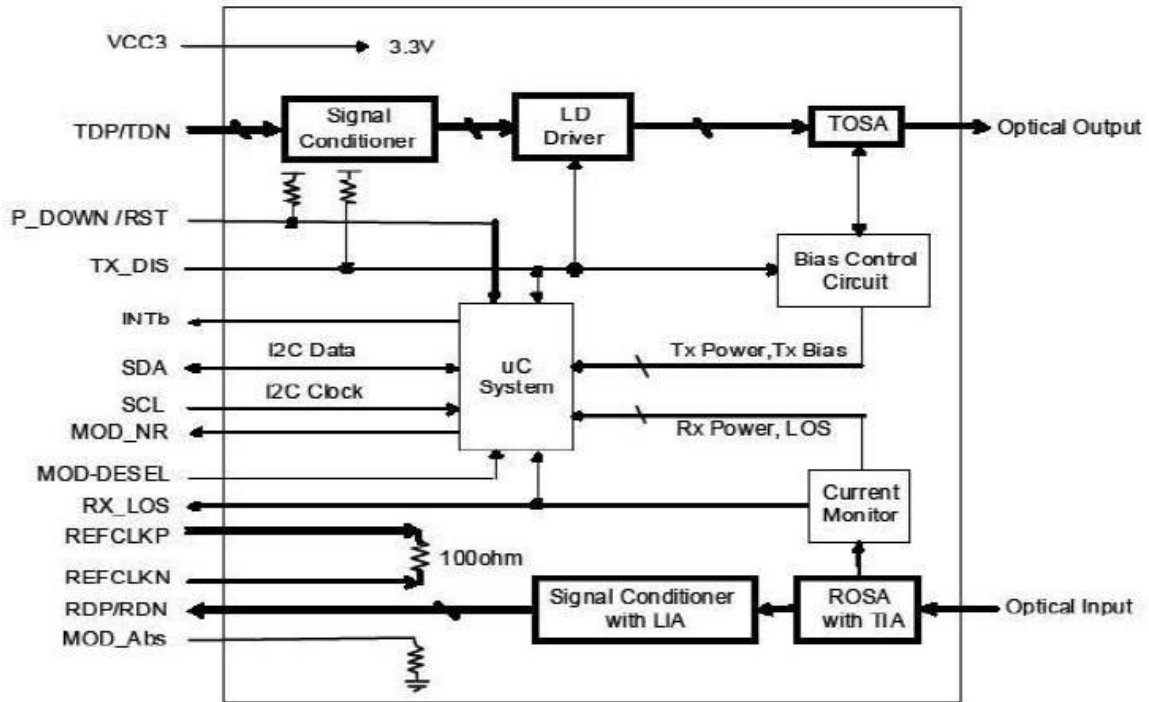 VCC3
3.3V
TDP/TDN
Signal
Conditioner
LD
Driver
TOSA
Optical Output
P_DOWN /RST
TX_DIS
Bias Control
Circuit
INTb
I2C Data
SDA
uC
System
Tx Power,Tx Bias
I2C Clock
SCL
MOD_NR
Rx Power, LOS
MOD-DESEL
RX_LOS
Current
Monitor
REFCLKP
100ohm
REFCLKN
RDP/RDN
Signal Conditioner
with LIA
ROSA
with TIA
Optical Input
MOD_Abs